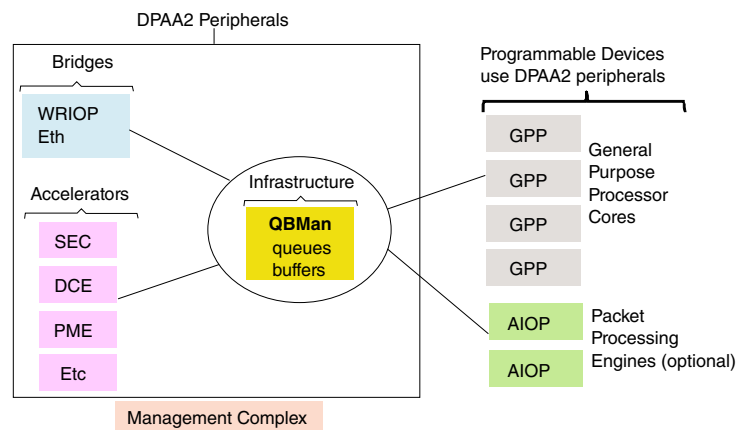 DPAA2 Peripherals
Bridges
WRIOP
Eth
Accelerators
SEC
DCE
PME
Etc
Infrastructure
QBMan
queues
buffers
Management Complex
Programmable Devices
use DPAA2 peripherals
GPP
GPP
GPP
GPP
General
Purpose
Processor
Cores
AIOP
AIOP
Packet
Processing
Engines (optional)